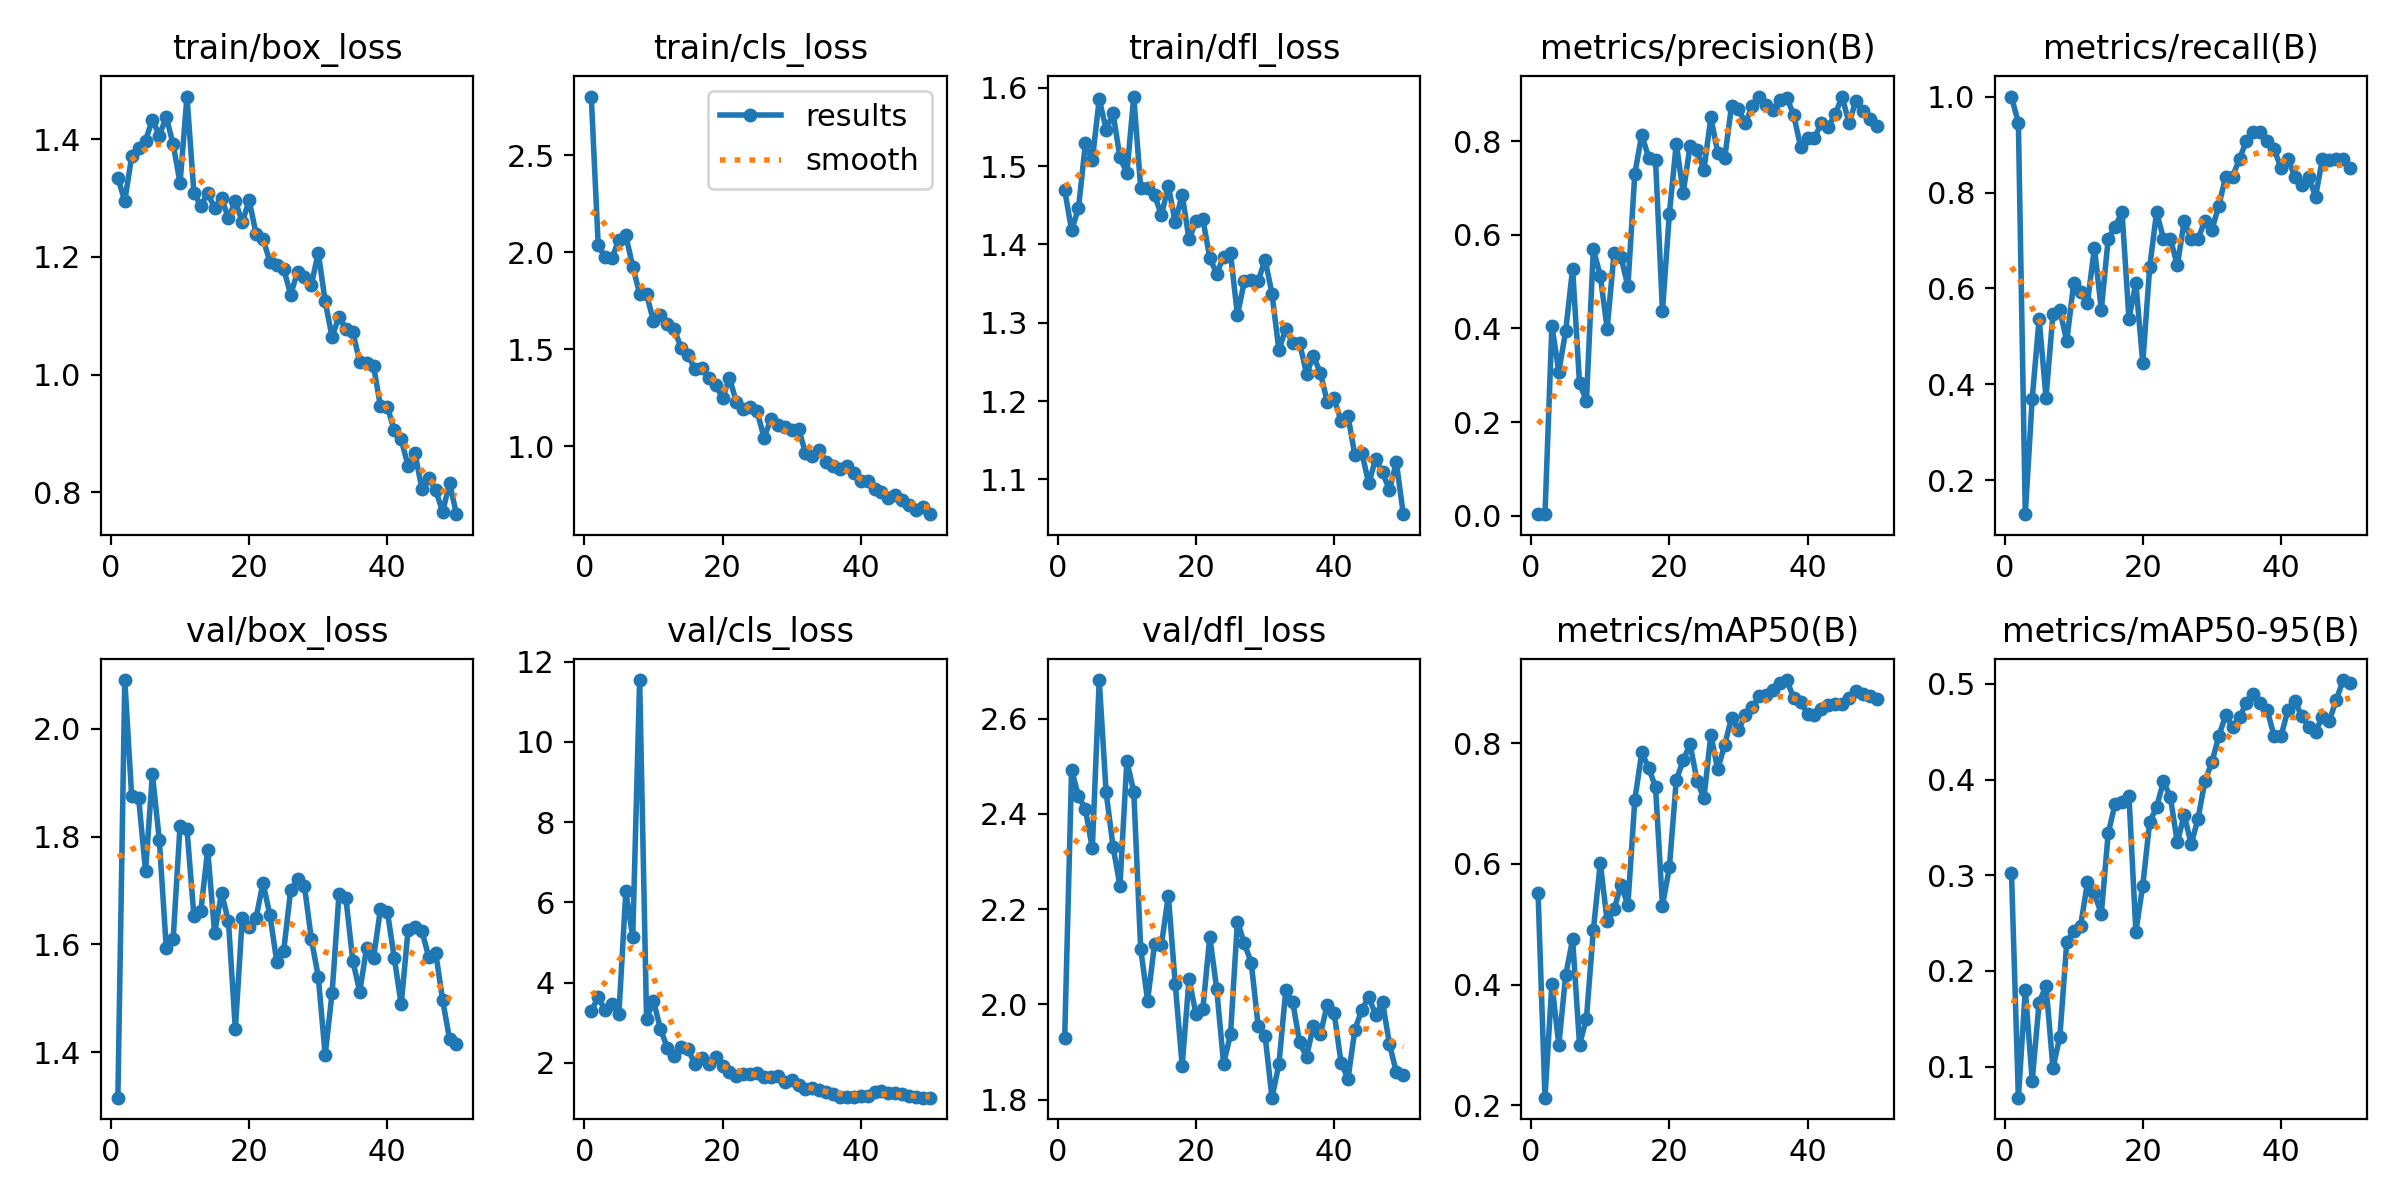 train/box_loss
1.4
1.2
1.0
0.8
0 20 40
train/cls_loss
results
smooth
2.5
2.0
1.5
1.0
0 20 40
train/dfl_loss
1.6
1.5
1.4
1.3
1.2
1.1
0 20 40
metrics/precision(B)
0.8
0.6
0.4
0.2
0.0
0 20 40
metrics/recall(B)
1.0
0.8
0.6
0.4
0.2
0 20 40
val/box_loss
2.0
1.8
1.6
1.4
0 20 40
val/cls_loss
12
10
8
6
4
2
0 20 40
val/dfl_loss
2.6
2.4
2.2
2.0
1.8
0 20 40
metrics/mAP50(B)
0.8
0.6
0.4
0.2
0 20 40
metrics/mAP50-95(B)
0.5
0.4
0.3
0.2
0.1
0 20 40